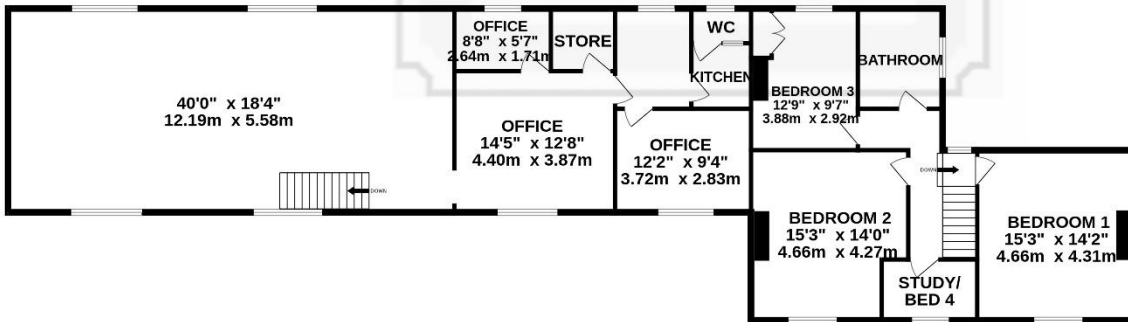 40'0" x 18'4"
12.19m x 5.58m
OFFICE
8'8" x 5'7"
2.64m x 1.71m
STORE
OFFICE
14'5" x 12'8"
4.40m x 3.87m
WC
KITCHEN
OFFICE
12'2" x 9'4"
3.72m x 2.83m
BEDROOM 3
12'9" x 9'7"
3.88m x 2.92m
BATHROOM
DOWN
DOWN
BEDROOM 2
15'3" x 14'0"
4.66m x 4.27m
STUDY/
BED 4
BEDROOM 1
15'3" x 14'2"
4.66m x 4.31m